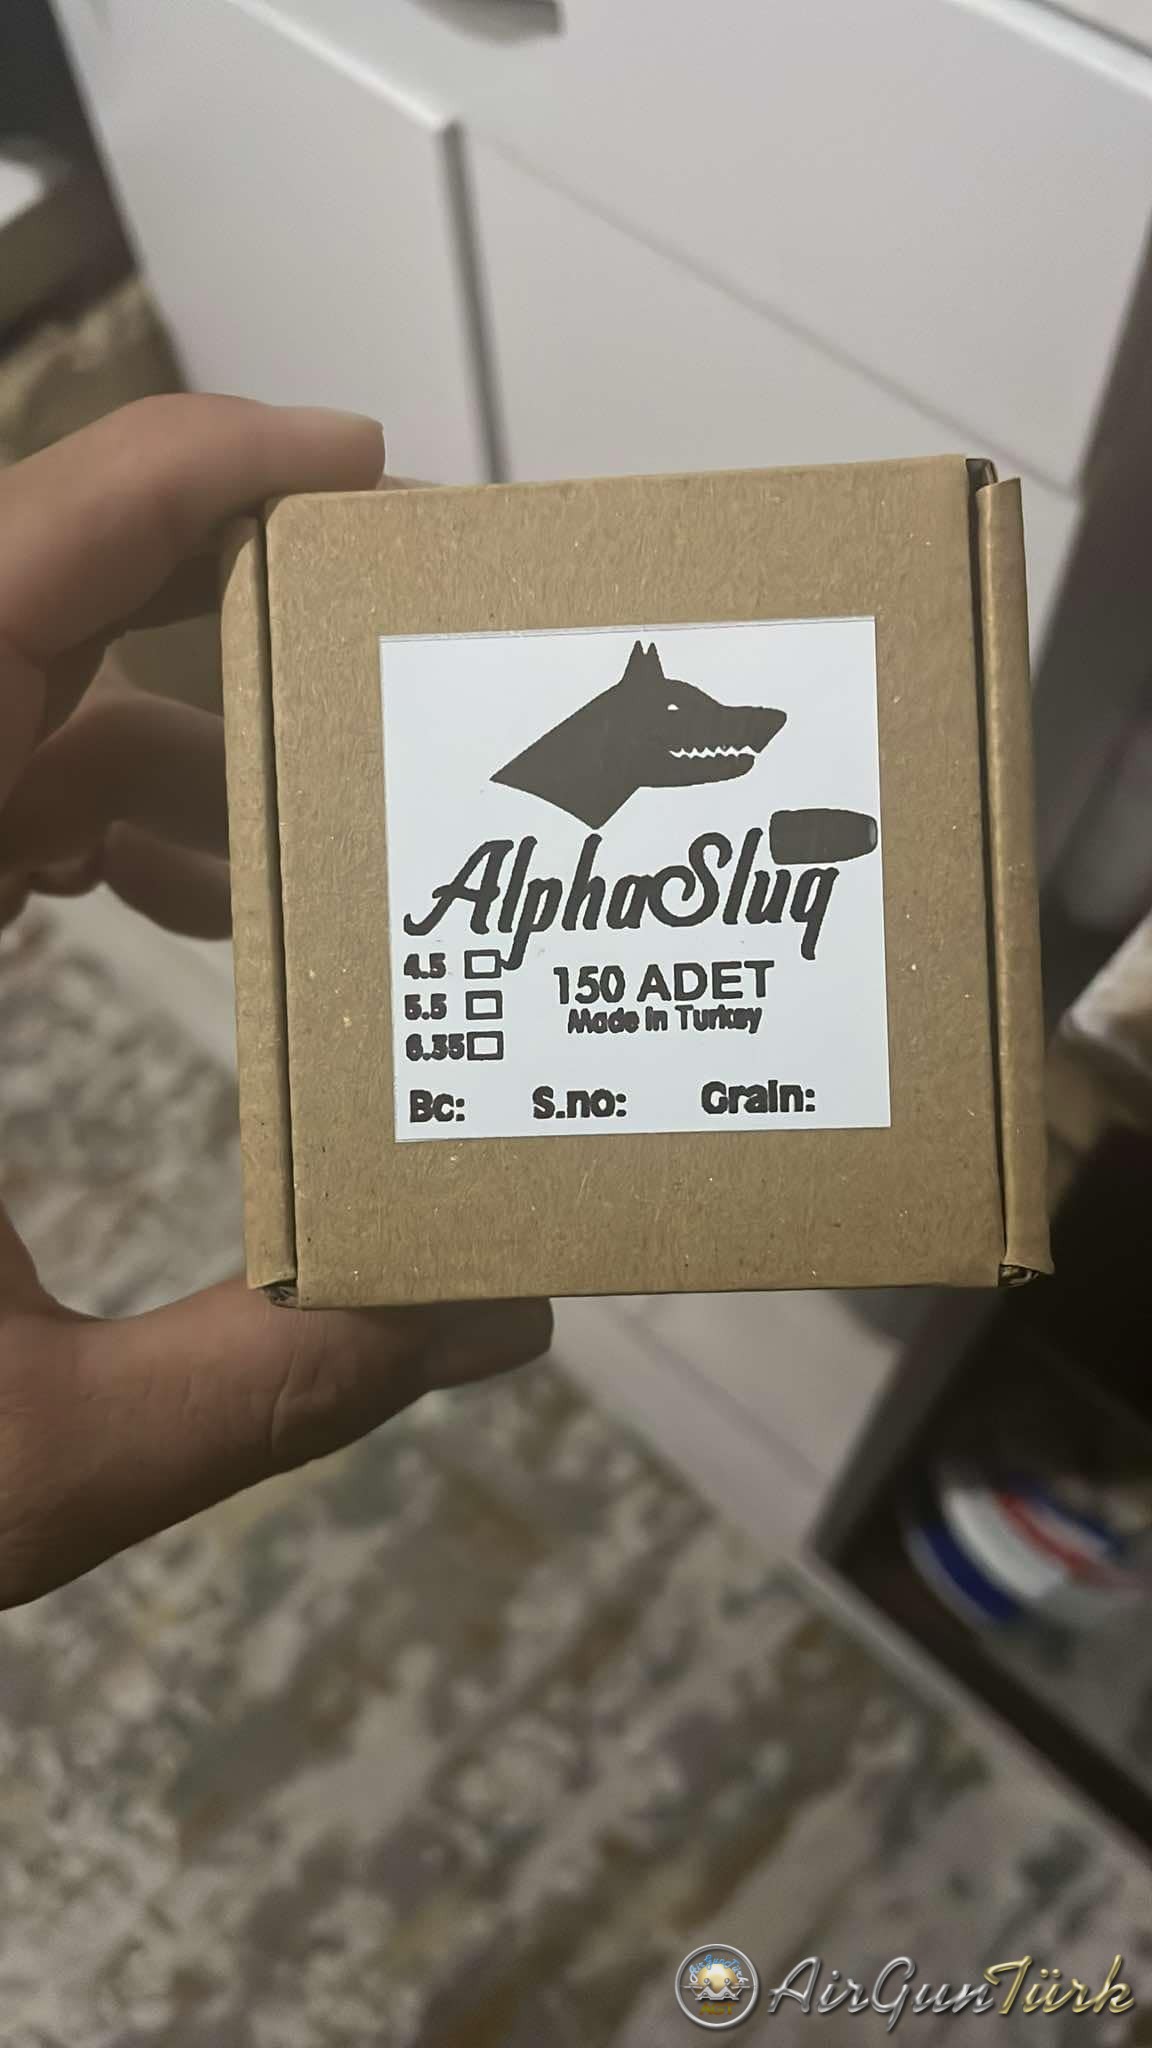 AlphaSlug
4.5
150 ADET
5.5
Made in Turkey
6.35
Bc: S.no: Grain:
AirGunTürk